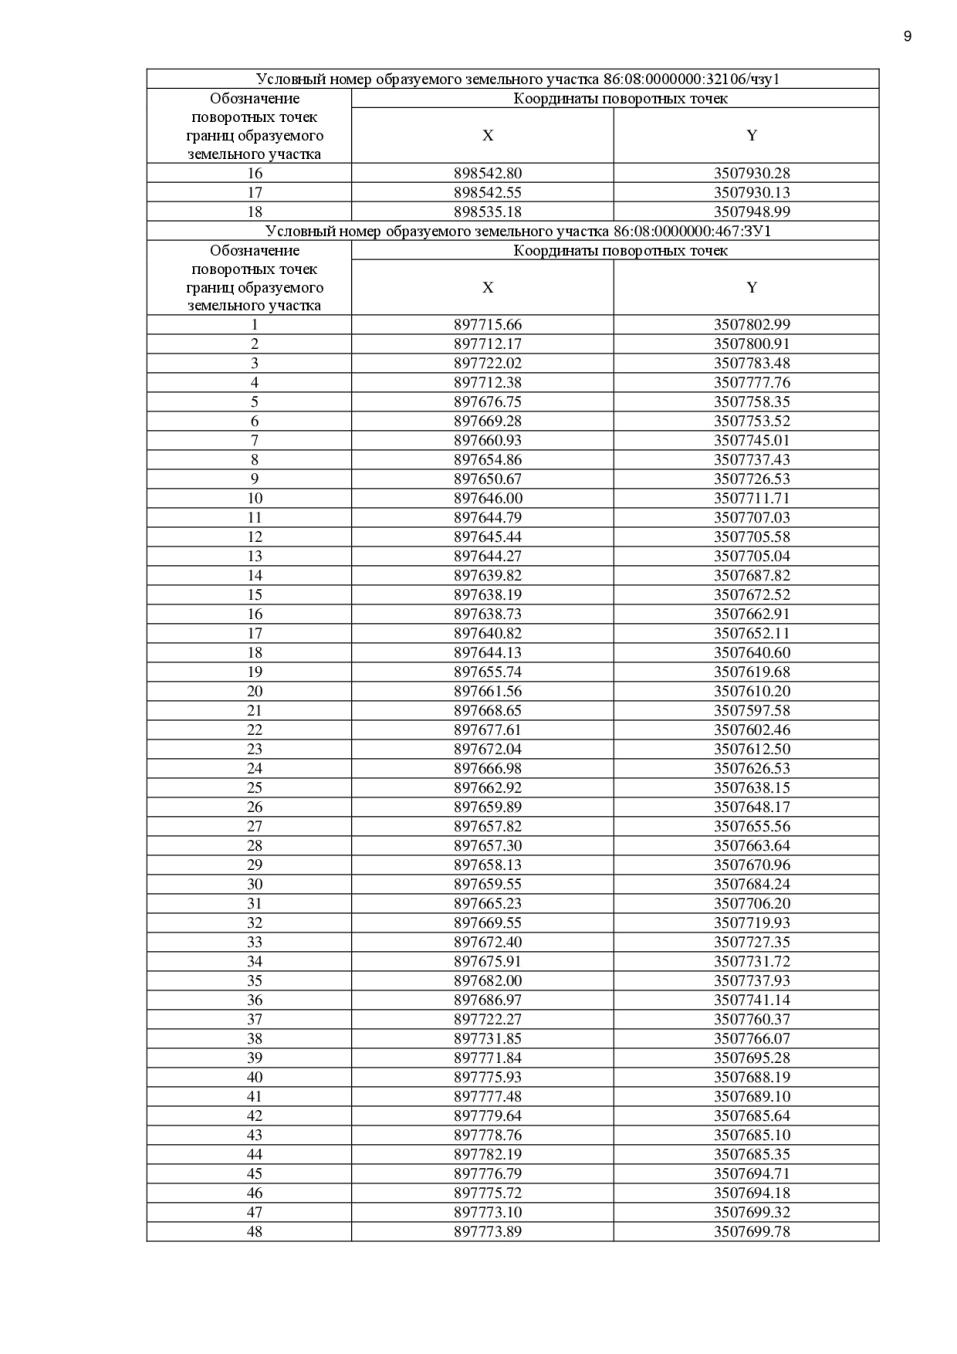 9
Условный номер образуемого земельного участка 86:08:0000000:32106/чзу1
Обозначение поворотных точек границ образуемого земельного участка
Координаты поворотных точек
X Y
16 898542.80 3507930.28
17 898542.55 3507930.13
18 898535.18 3507948.99
Условный номер образуемого земельного участка 86:08:0000000:467:ЗУ1
Обозначение поворотных точек границ образуемого земельного участка
Координаты поворотных точек
X Y
1 897715.66 3507802.99
2 897712.17 3507800.91
3 897722.02 3507783.48
4 897712.38 3507777.76
5 897676.75 3507758.35
6 897669.28 3507753.52
7 897660.93 3507745.01
8 897654.86 3507737.43
9 897650.67 3507726.53
10 897646.00 3507711.71
11 897644.79 3507707.03
12 897645.44 3507705.58
13 897644.27 3507705.04
14 897639.82 3507687.82
15 897638.19 3507672.52
16 897638.73 3507662.91
17 897640.82 3507652.11
18 897644.13 3507640.60
19 897655.74 3507619.68
20 897661.56 3507610.20
21 897668.65 3507597.58
22 897677.61 3507602.46
23 897672.04 3507612.50
24 897666.98 3507626.53
25 897662.92 3507638.15
26 897659.89 3507648.17
27 897657.82 3507655.56
28 897657.30 3507663.64
29 897658.13 3507670.96
30 897659.55 3507684.24
31 897665.23 3507706.20
32 897669.55 3507719.93
33 897672.40 3507727.35
34 897675.91 3507731.72
35 897682.00 3507737.93
36 897686.97 3507741.14
37 897722.27 3507760.37
38 897731.85 3507766.07
39 897771.84 3507695.28
40 897775.93 3507688.19
41 897777.48 3507689.10
42 897779.64 3507685.64
43 897778.76 3507685.10
44 897782.19 3507685.35
45 897776.79 3507694.71
46 897775.72 3507694.18
47 897773.10 3507699.32
48 897773.89 3507699.78